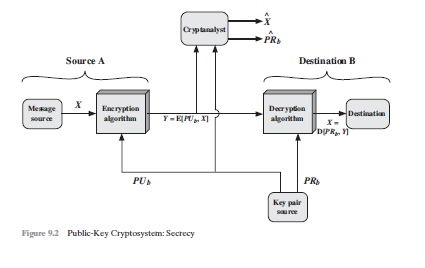 X̂
Cryptanalyst
P̂R_b
Source A
Destination B
Message
source
X
Encryption
algorithm
Y = E[PU_b, X]
Decryption
algorithm
X =
D[PR_b, Y]
Destination
PU_b
PR_b
Key pair
source
Figure 9.2 Public-Key Cryptosystem: Secrecy